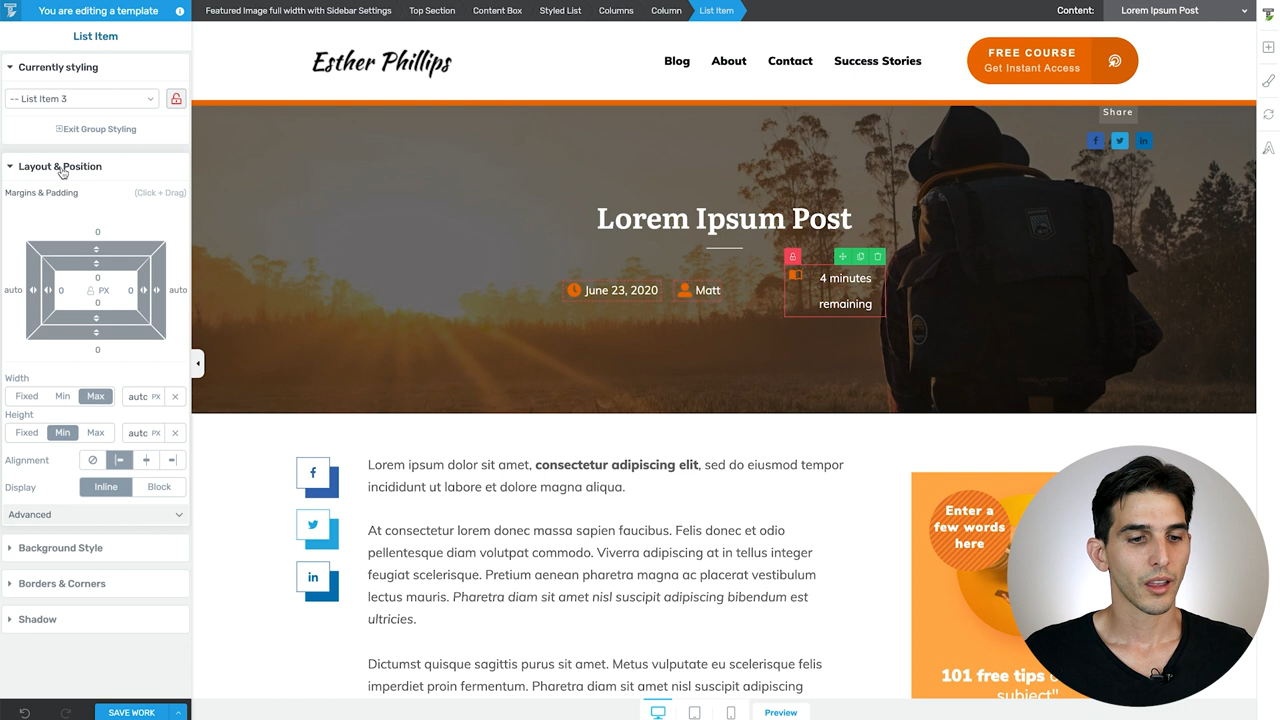 You are editing a template
Featured Image full width with Sidebar Settings
Top Section
Content Box
Styled List
Columns
Column
List Item
Content:
Lorem Ipsum Post
List Item
Currently styling
-- List Item 3
Exit Group Styling
Layout & Position
Margins & Padding
(Click + Drag)
0
0
auto
0
PX
0
auto
0
0
Width
Fixed
Min
Max
autc
PX
Height
Fixed
Min
Max
autc
PX
Alignment
Display
Inline
Block
Advanced
Background Style
Borders & Corners
Shadow
SAVE WORK
Esther Phillips
Blog
About
Contact
Success Stories
FREE COURSE
Get Instant Access
Share
Lorem Ipsum Post
June 23, 2020
Matt
4 minutes
remaining
Lorem ipsum dolor sit amet, consectetur adipiscing elit, sed do eiusmod tempor
incididunt ut labore et dolore magna aliqua.
At consectetur lorem donec massa sapien faucibus. Felis donec et odio
pellentesque diam volutpat commodo. Viverra adipiscing at in tellus integer
feugiat scelerisque. Pretium aenean pharetra magna ac placerat vestibulum
lectus mauris. Pharetra diam sit amet nisl suscipit adipiscing bibendum est
ultricies.
Dictumst quisque sagittis purus sit amet. Metus vulputate eu scelerisque felis
imperdiet proin fermentum. Pharetra diam sit amet nisl suscipit adipiscing
Enter a
few words
here
101 free tips
subject"
Preview